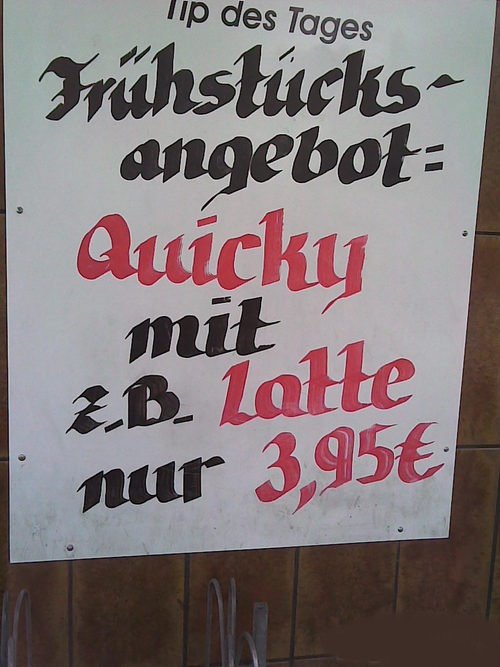 Tip des Tages
Frühstücks-
angebot=
Quicky
mit
z.B. Latte
nur 3,95€